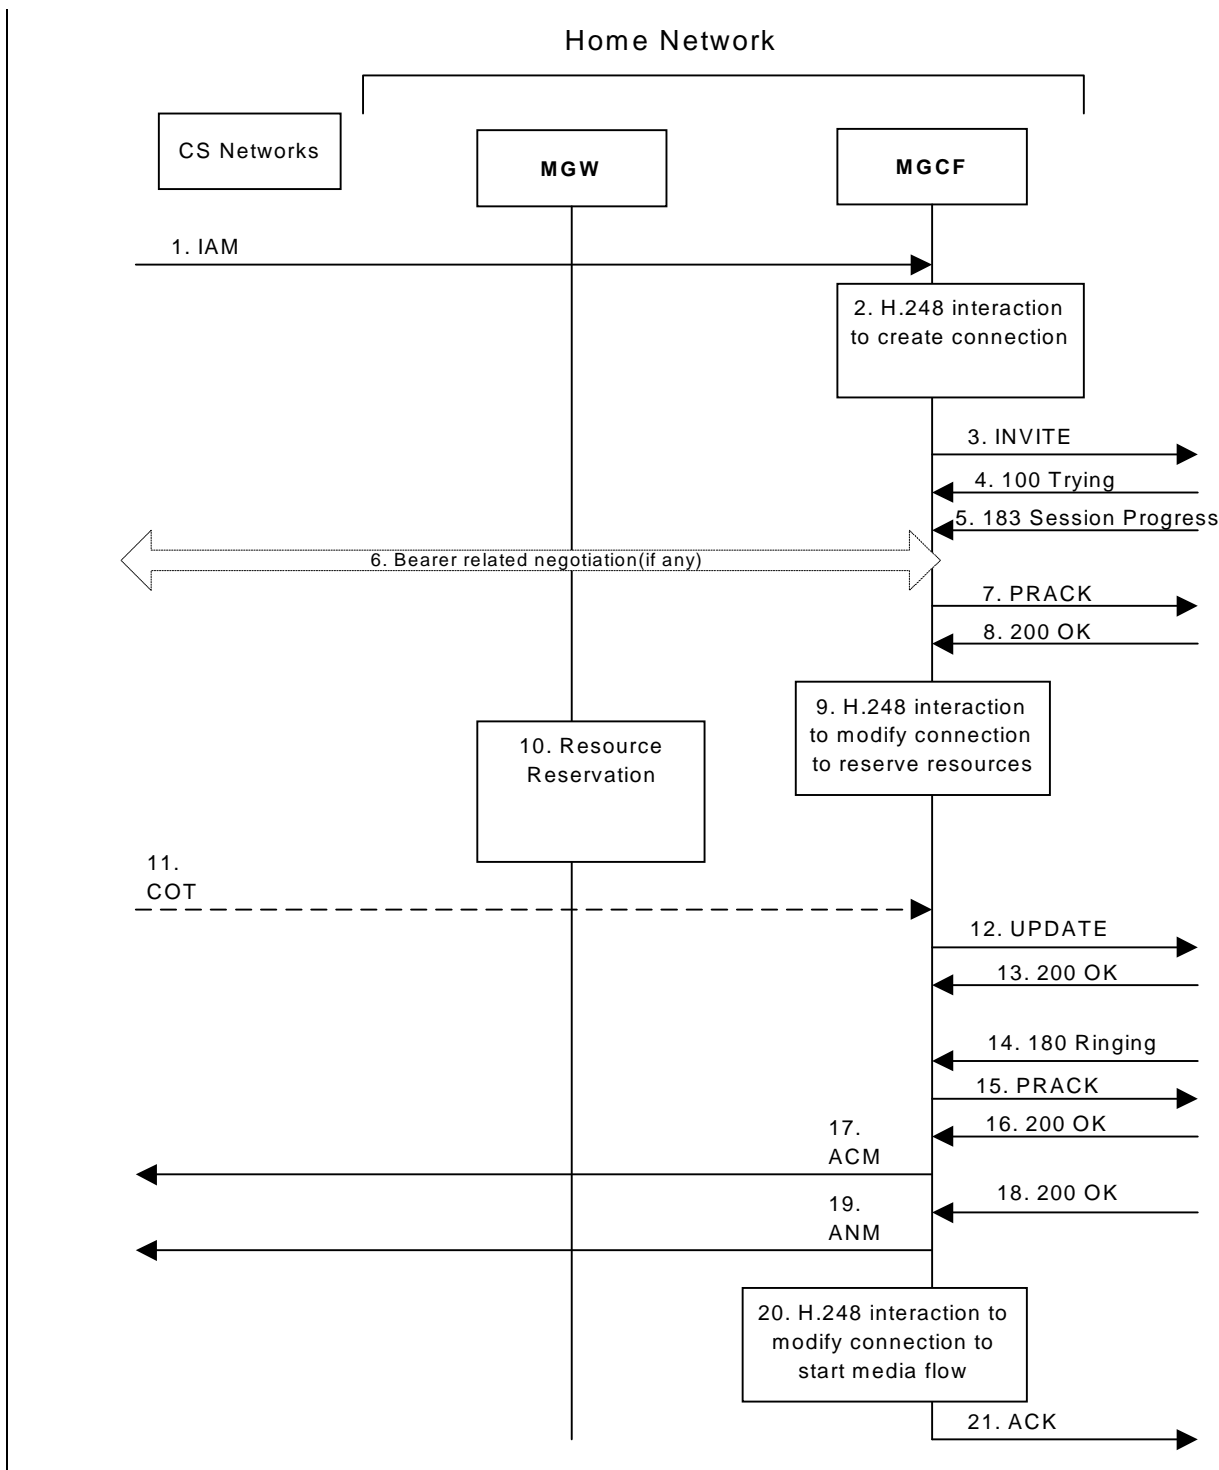 Home Network
CS Networks
MGW
MGCF
1. IAM
2. H.248 interaction
to create connection
3. INVITE
4. 100 Trying
5. 183 Session Progress
6. Bearer related negotiation(if any)
7. PRACK
8. 200 OK
9. H.248 interaction
to modify connection
to reserve resources
10. Resource
Reservation
11.
COT
12. UPDATE
13. 200 OK
14. 180 Ringing
15. PRACK
16. 200 OK
17.
ACM
18. 200 OK
19.
ANM
20. H.248 interaction to
modify connection to
start media flow
21. ACK